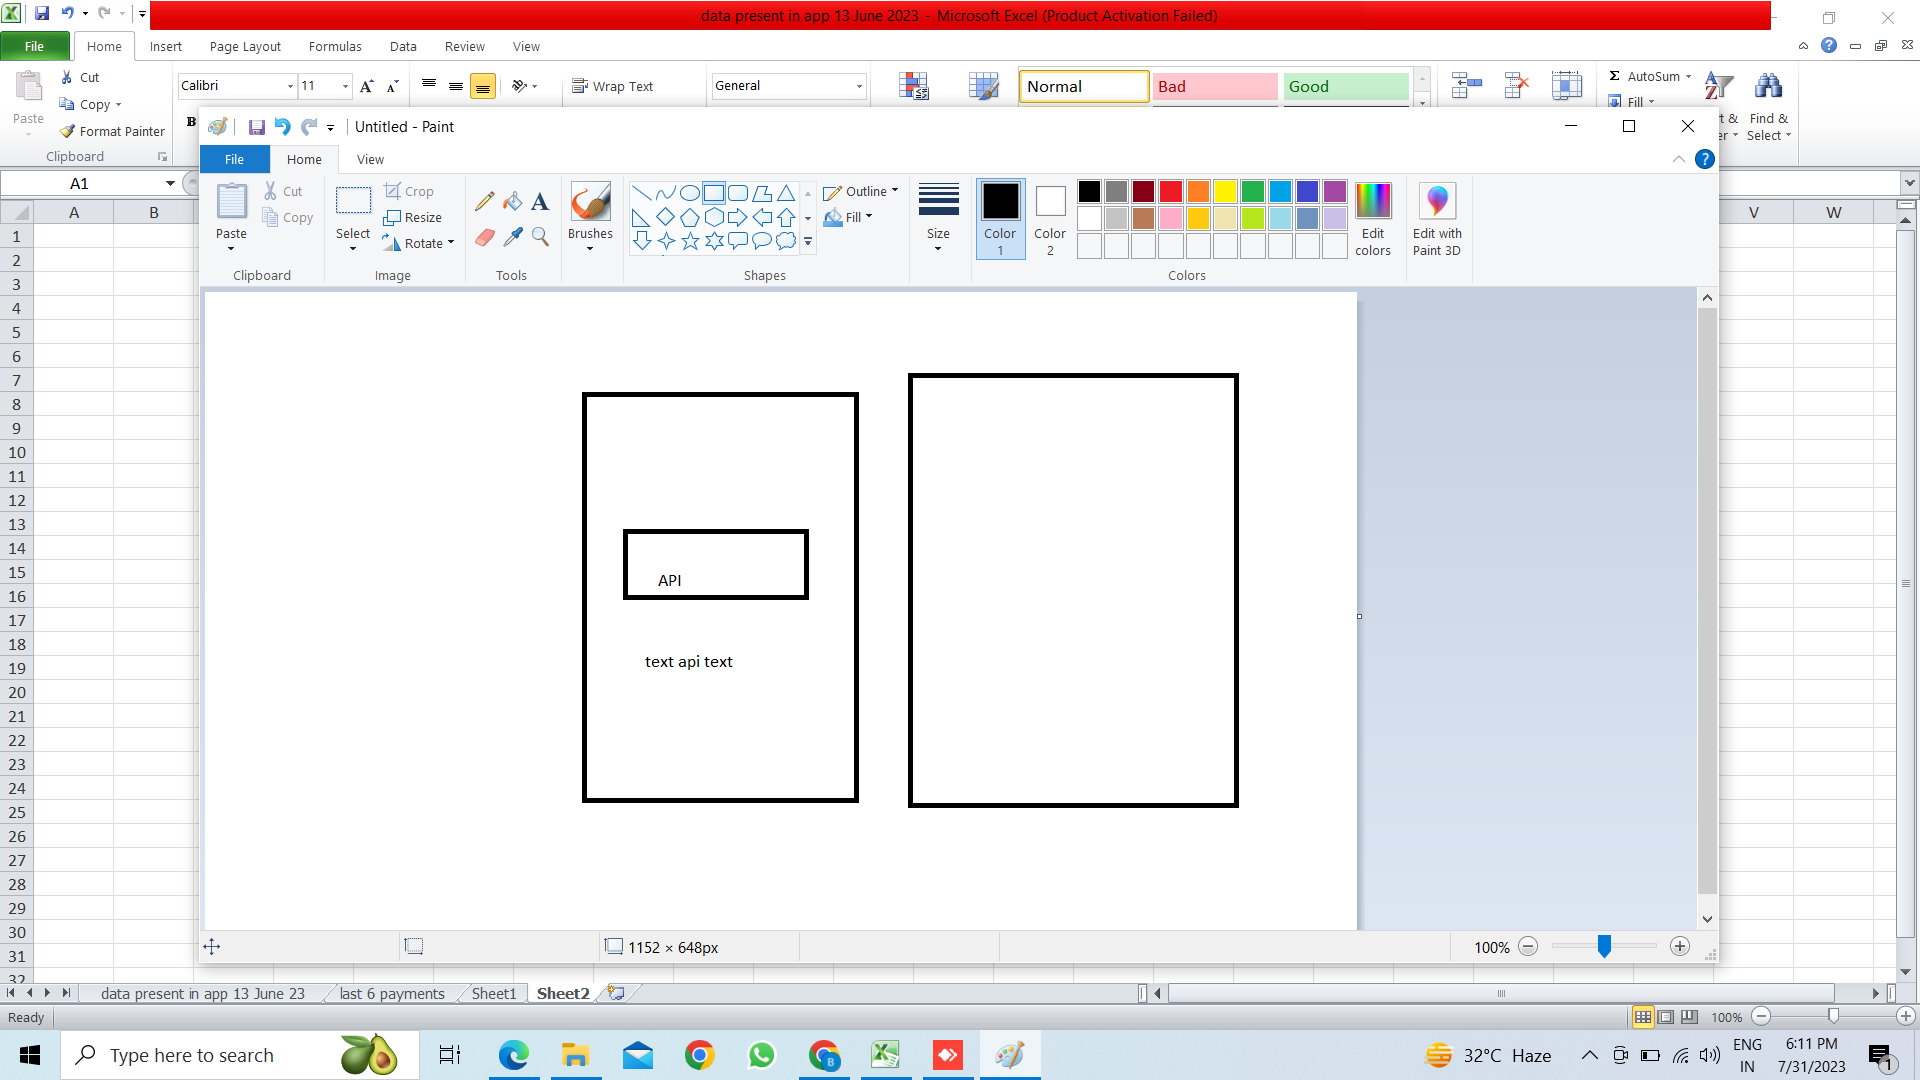 data present in app 13 June 2023 - Microsoft Excel (Product Activation Failed)
File Home Insert Page Layout Formulas Data Review View
Cut
Copy
Format Painter
Paste
Clipboard
Calibri 11
B
Wrap Text
General
Normal Bad Good
AutoSum
Fill
& Find &
Select
A1
A B V W
1
2
3
4
5
6
7
8
9
10
11
12
13
14
15
16
17
18
19
20
21
22
23
24
25
26
27
28
29
30
31
32
Untitled - Paint
File Home View
Paste
Cut
Copy
Clipboard
Select
Crop
Resize
Rotate
Image
Tools
Brushes
Shapes
Outline
Fill
Size
Color
1
Color
2
Colors
Edit
colors
Edit with
Paint 3D
API
text api text
1152 × 648px
100%
data present in app 13 June 23 last 6 payments Sheet1 Sheet2
Ready
100%
Type here to search
32°C Haze
ENG
IN
6:11 PM
7/31/2023
1